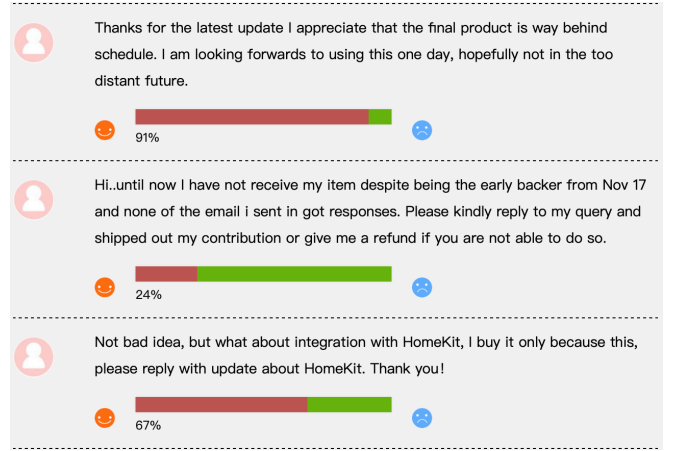 Thanks for the latest update I appreciate that the final product is way behind
schedule. I am looking forwards to using this one day, hopefully not in the too
distant future.
91%
Hi..until now I have not receive my item despite being the early backer from Nov 17
and none of the email i sent in got responses. Please kindly reply to my query and
shipped out my contribution or give me a refund if you are not able to do so.
24%
Not bad idea, but what about integration with HomeKit, I buy it only because this,
please reply with update about HomeKit. Thank you!
67%